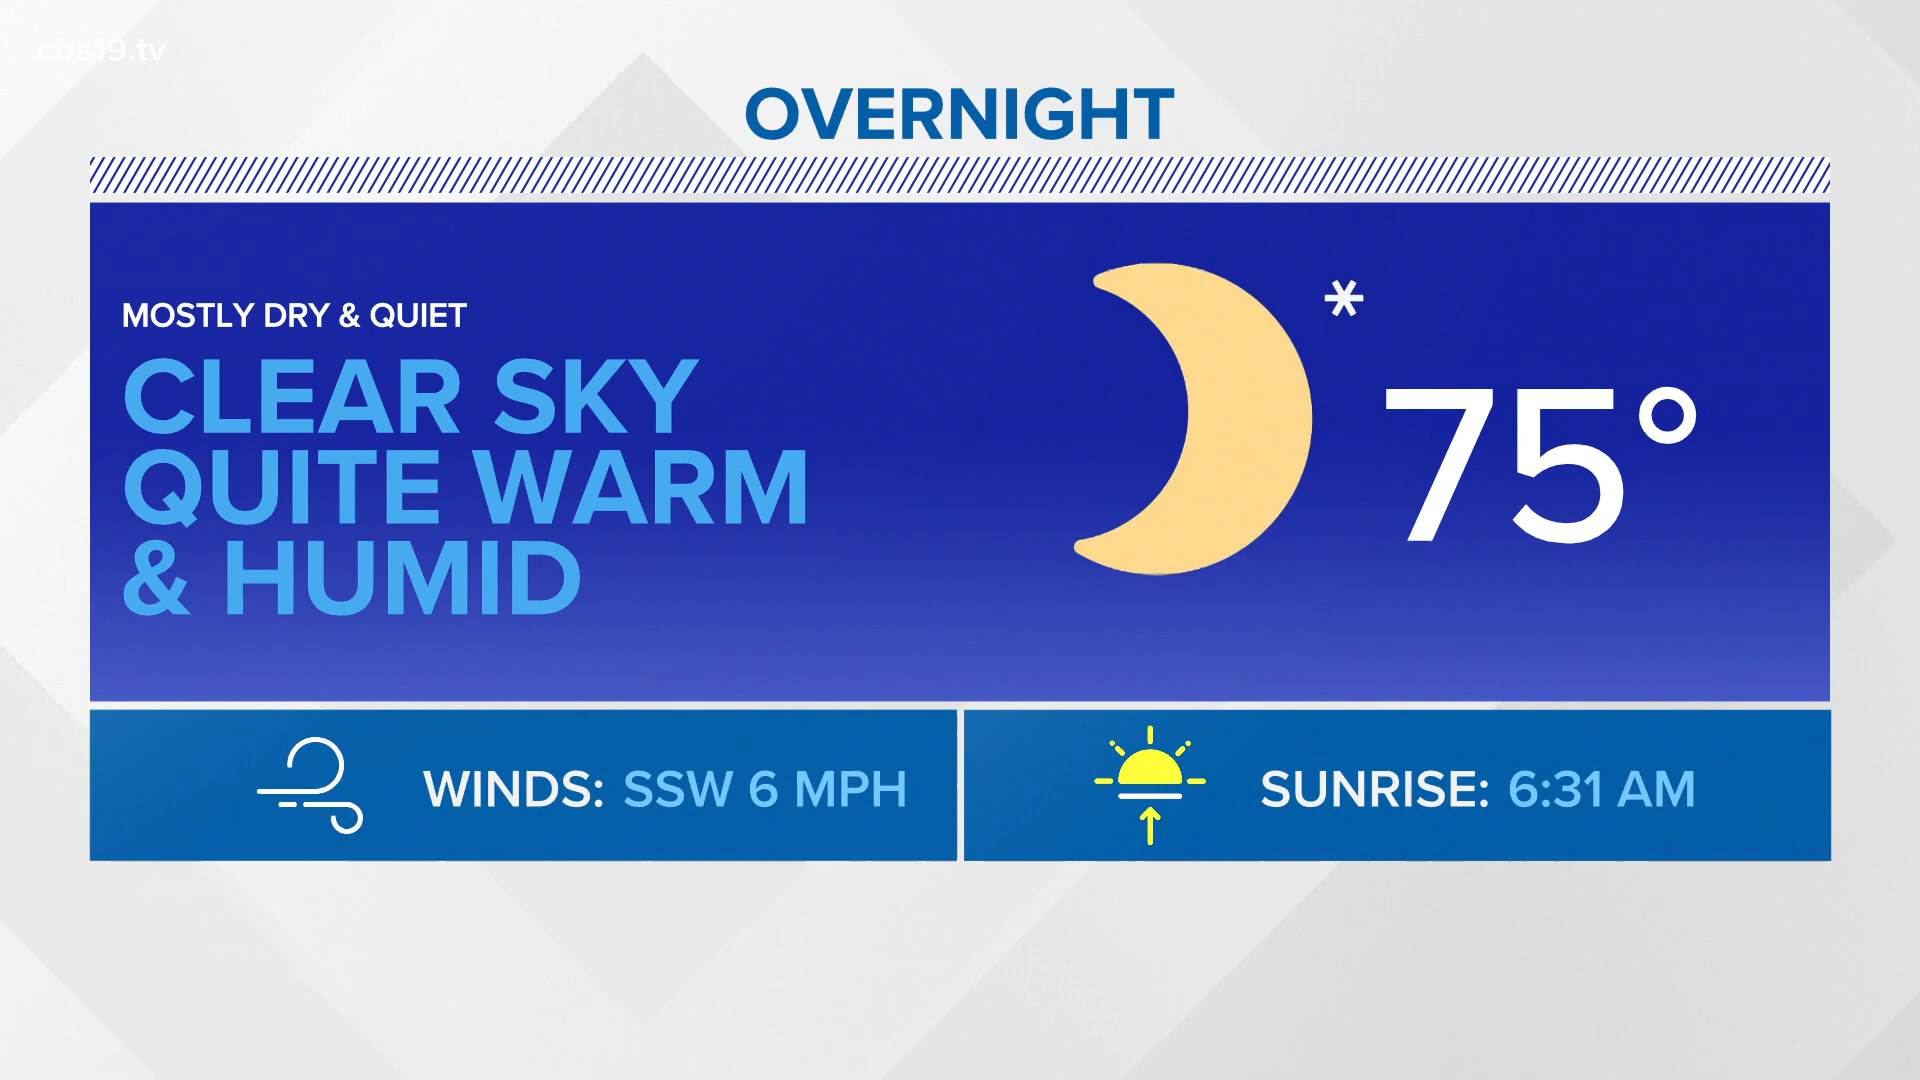 cbs19.tv
OVERNIGHT
MOSTLY DRY & QUIET
CLEAR SKY
QUITE WARM
& HUMID
75°
WINDS: SSW 6 MPH
SUNRISE: 6:31 AM